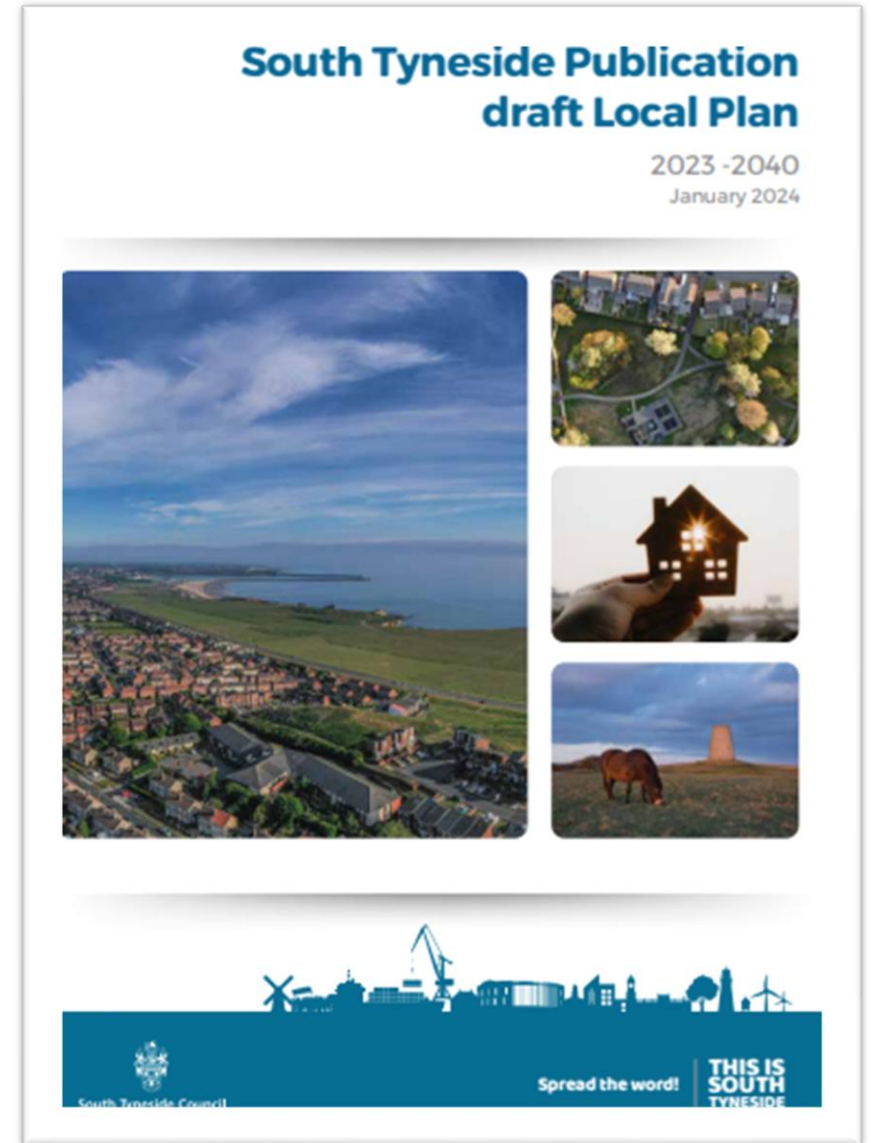 South Tyneside Publication
draft Local Plan
2023 -2040
January 2024
South Tyneside Council
Spread the word!
THIS IS
SOUTH
TYNESIDE